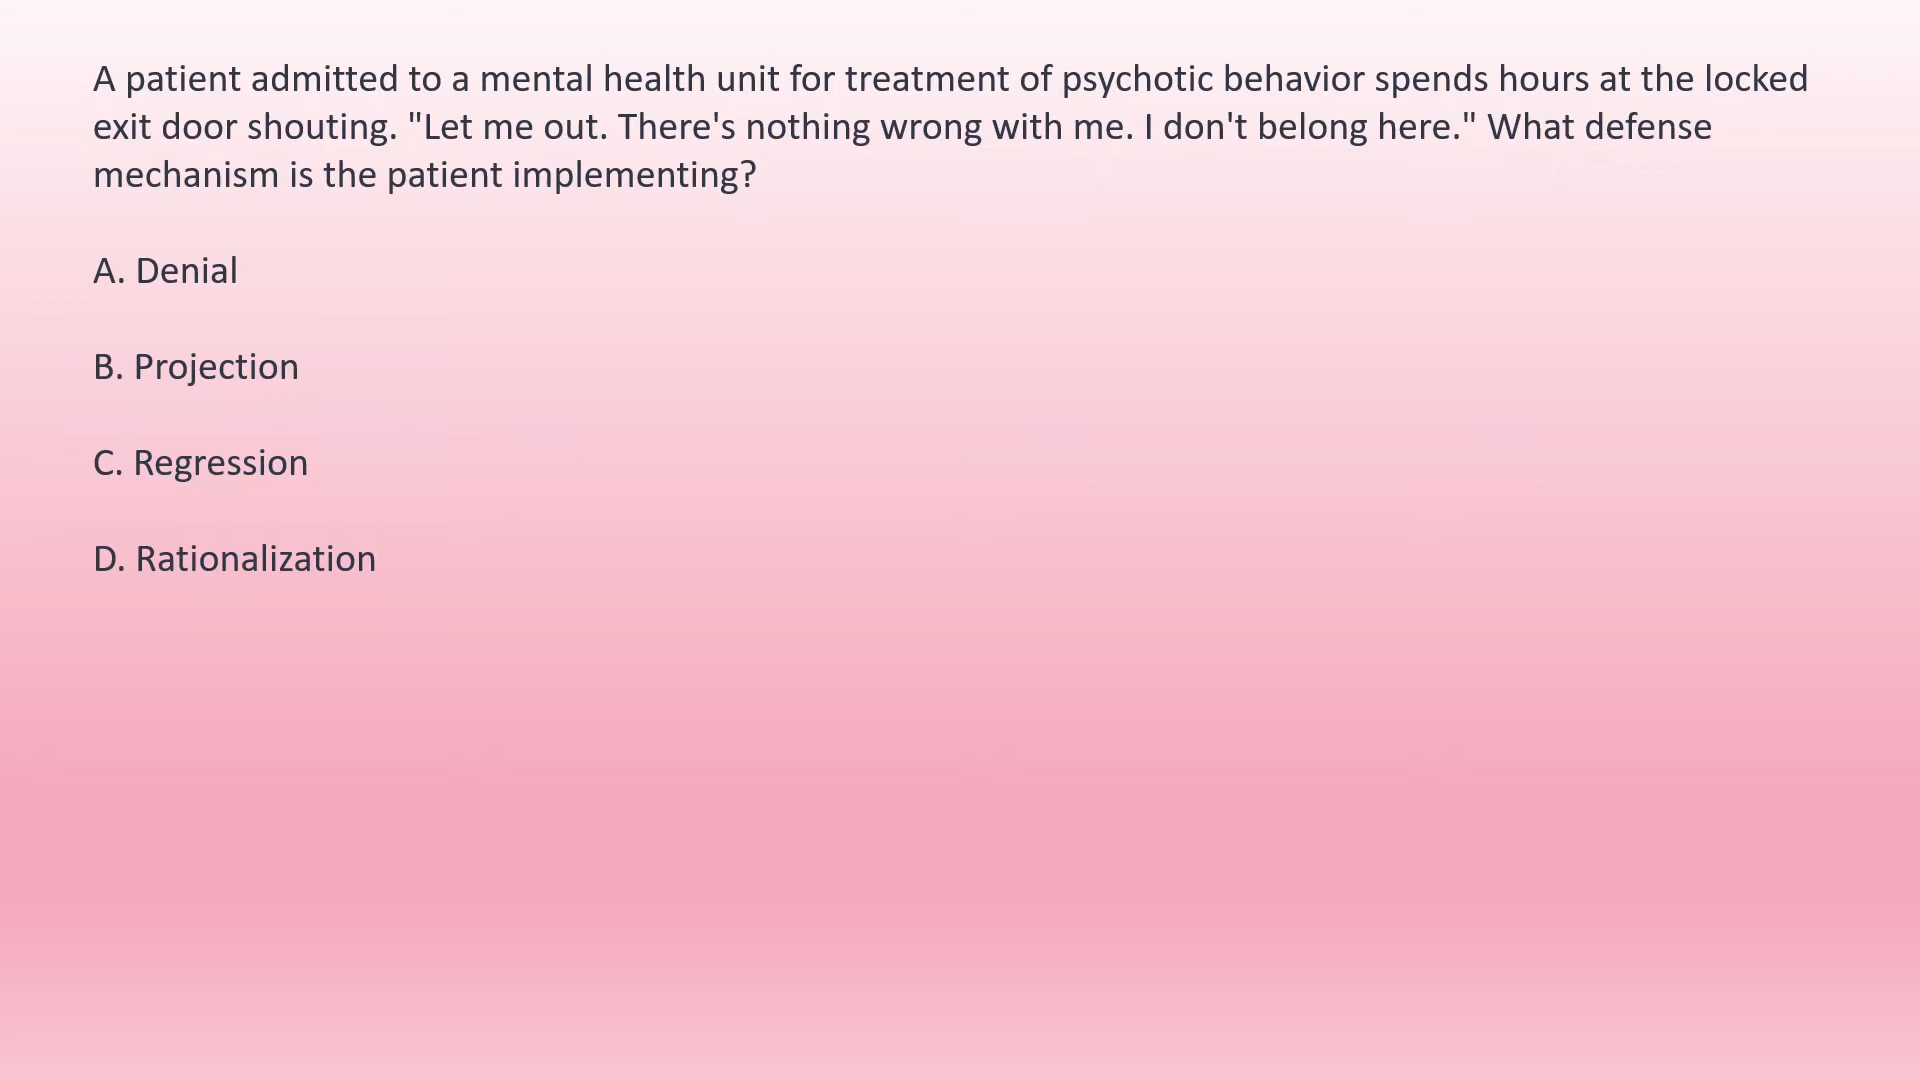 A patient admitted to a mental health unit for treatment of psychotic behavior spends hours at the locked
exit door shouting. "Let me out. There's nothing wrong with me. I don't belong here." What defense
mechanism is the patient implementing?
A. Denial
B. Projection
C. Regression
D. Rationalization